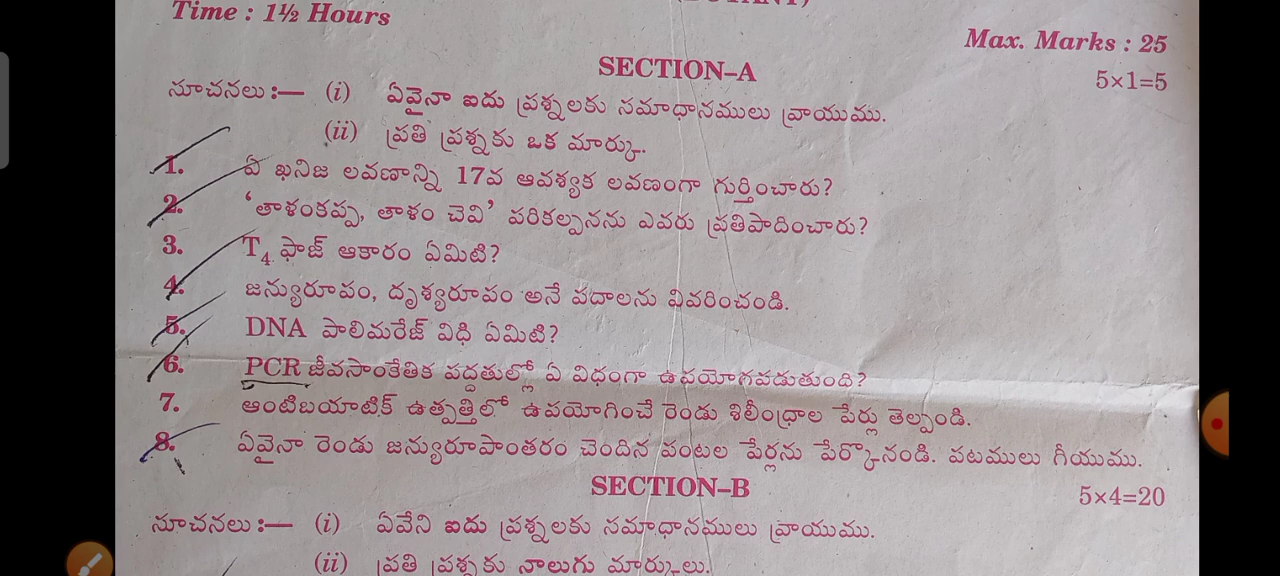 Time : 1½ Hours
Max. Marks : 25
SECTION–A
5×1=5
సూచనలు :— (i) ఏవైనా ఐదు ప్రశ్నలకు సమాధానములు వ్రాయుము.
(ii) ప్రతి ప్రశ్నకు ఒక మార్కు.
1. ఏ ఖనిజ లవణాన్ని 17వ ఆవశ్యక లవణంగా గుర్తించారు?
2. ‘తాళంకప్ప, తాళం చెవి’ పరికల్పనను ఎవరు ప్రతిపాదించారు?
3. T₄ ఫాజ్ ఆకారం ఏమిటి?
4. జన్యురూపం, దృశ్యరూపం అనే పదాలను వివరించండి.
5. DNA పాలిమరేజ్ విధి ఏమిటి?
6. PCR జీవసాంకేతిక పద్ధతుల్లో ఏ విధంగా ఉపయోగపడుతుంది?
7. ఆంటిబయాటిక్ ఉత్పత్తిలో ఉపయోగించే రెండు శిలీంధ్రాల పేర్లు తెల్పండి.
8. ఏవైనా రెండు జన్యురూపాంతరం చెందిన పంటల పేర్లను పేర్కొనండి. పటములు గీయుము.
SECTION–B
5×4=20
సూచనలు :— (i) ఏవేని ఐదు ప్రశ్నలకు సమాధానములు వ్రాయుము.
(ii) ప్రతి ప్రశ్నకు నాలుగు మార్కులు.